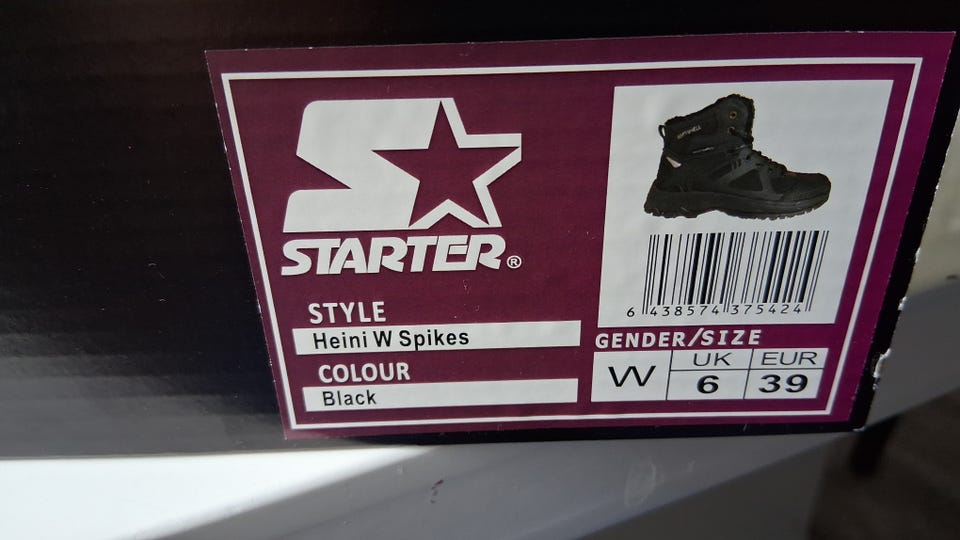 STARTER®
STYLE
Heini W Spikes
COLOUR
Black
6 438574 375424
GENDER/SIZE
W
UK
6
EUR
39